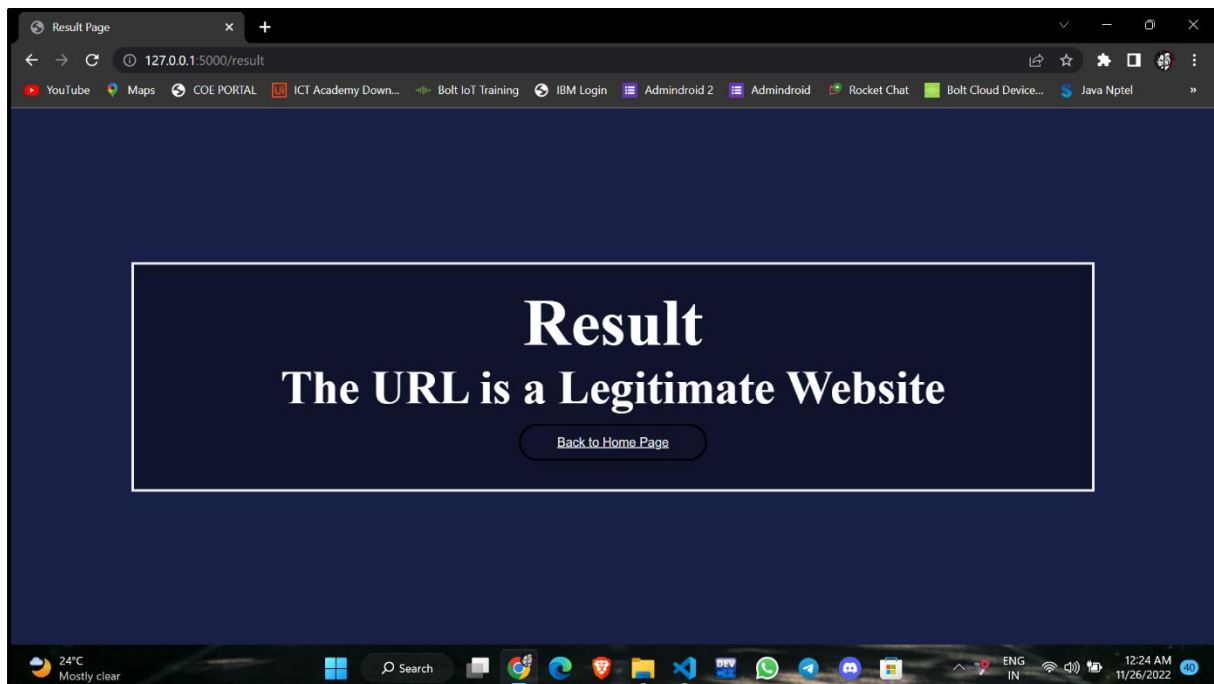 Result Page
127.0.0.1:5000/result
YouTube Maps COE PORTAL ICT Academy Down... Bolt IoT Training IBM Login Admindroid 2 Admindroid Rocket Chat Bolt Cloud Device... Java Nptel »
Result
The URL is a Legitimate Website
Back to Home Page
24°C
Mostly clear
Search
DEV
ENG
IN
12:24 AM
11/26/2022
40